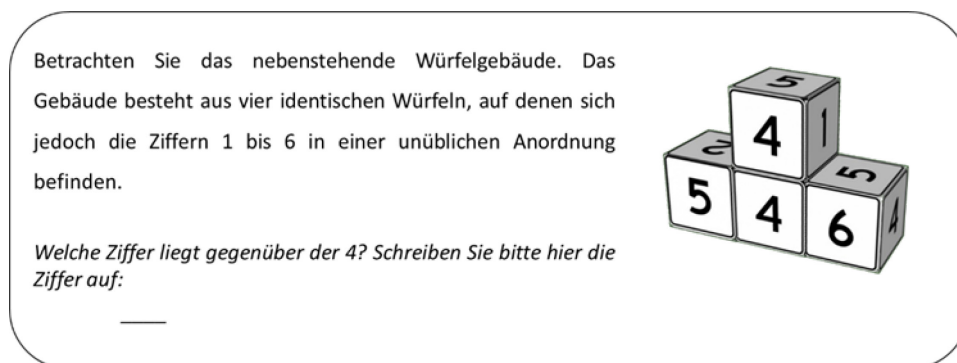 Betrachten Sie das nebenstehende Würfelgebäude. Das
Gebäude besteht aus vier identischen Würfeln, auf denen sich
jedoch die Ziffern 1 bis 6 in einer unüblichen Anordnung
befinden.
Welche Ziffer liegt gegenüber der 4? Schreiben Sie bitte hier die
Ziffer auf:
5
4 1
2
5
5 4 6 4